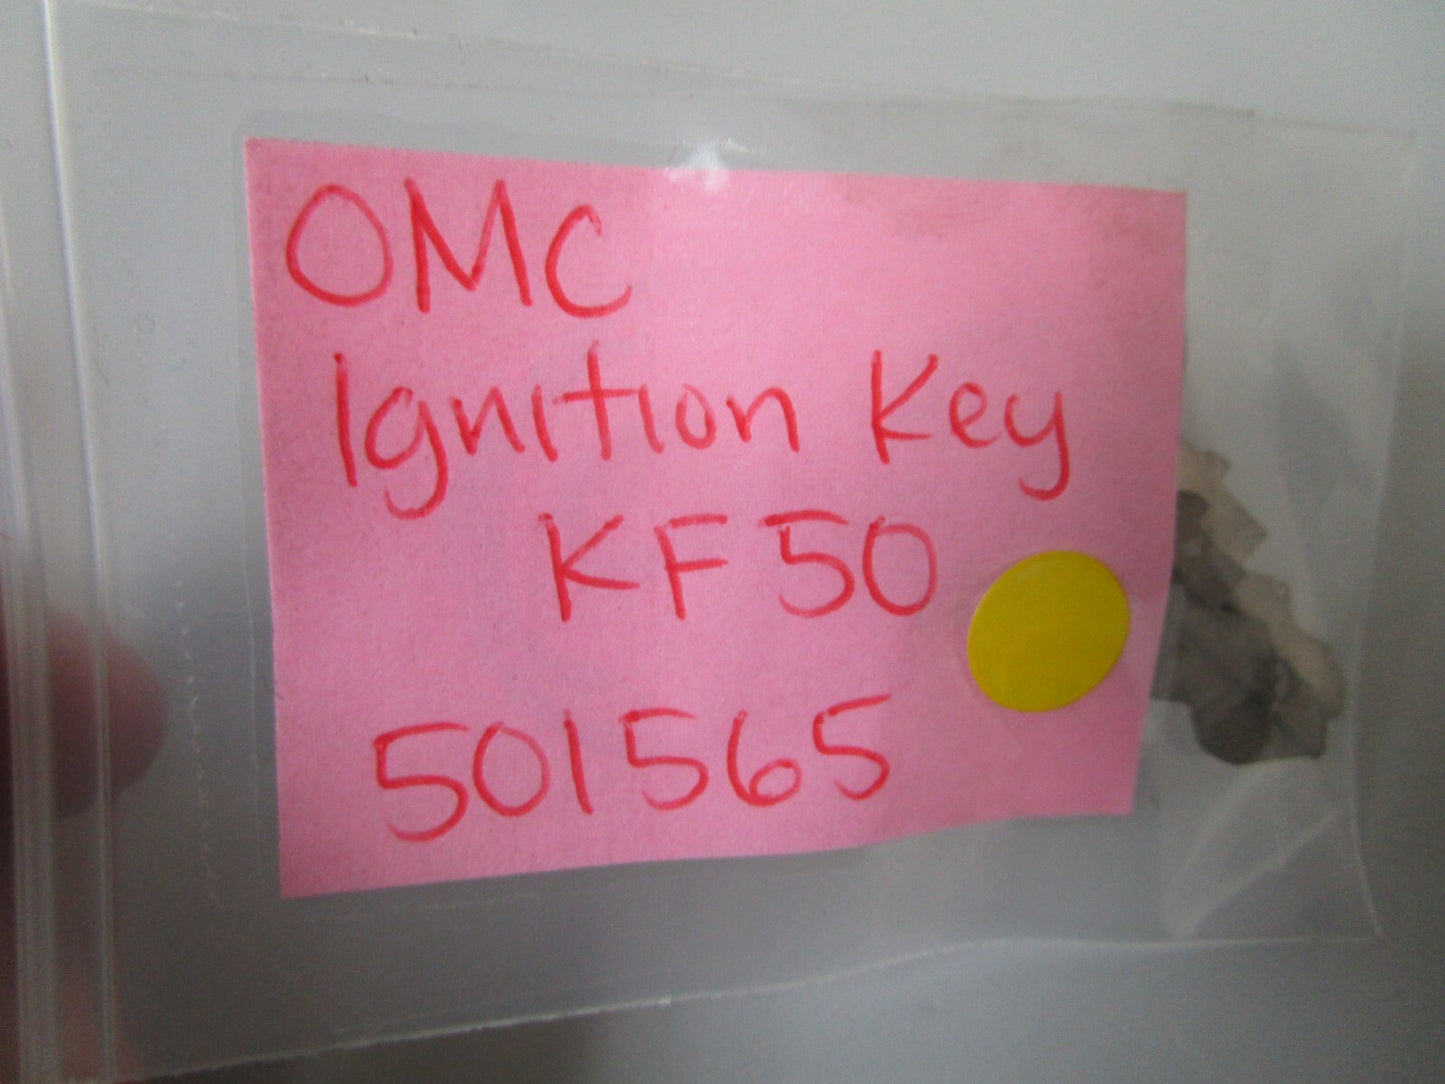 OMC
Ignition Key
KF50
501565